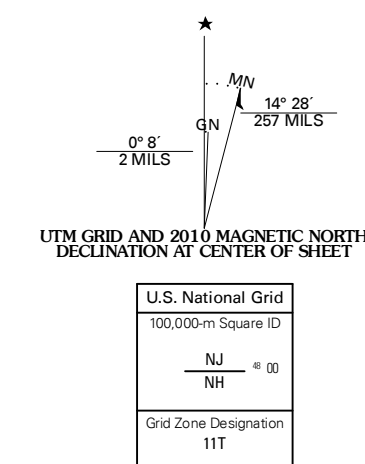 ★
MN
GN
14° 28´
257 MILS
0° 8´
2 MILS
UTM GRID AND 2010 MAGNETIC NORTH
DECLINATION AT CENTER OF SHEET
U.S. National Grid
100,000-m Square ID
NJ
48 00
NH
Grid Zone Designation
11T